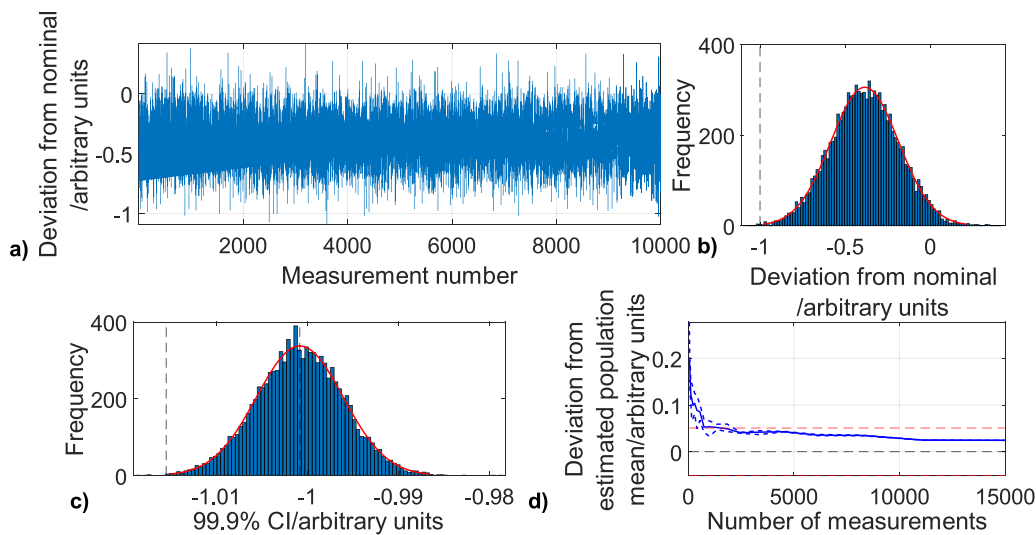 Deviation from nominal
/arbitrary units
0
-0.5
-1
2000 4000 6000 8000 10000
Measurement number
a)
Frequency
400
200
0
-1 -0.5 0
Deviation from nominal
/arbitrary units
b)
Frequency
400
200
0
-1.01 -1 -0.99 -0.98
99.9% CI/arbitrary units
c)
Deviation from
estimated population
mean/arbitrary units
0.2
0.1
0
0 5000 10000 15000
Number of measurements
d)